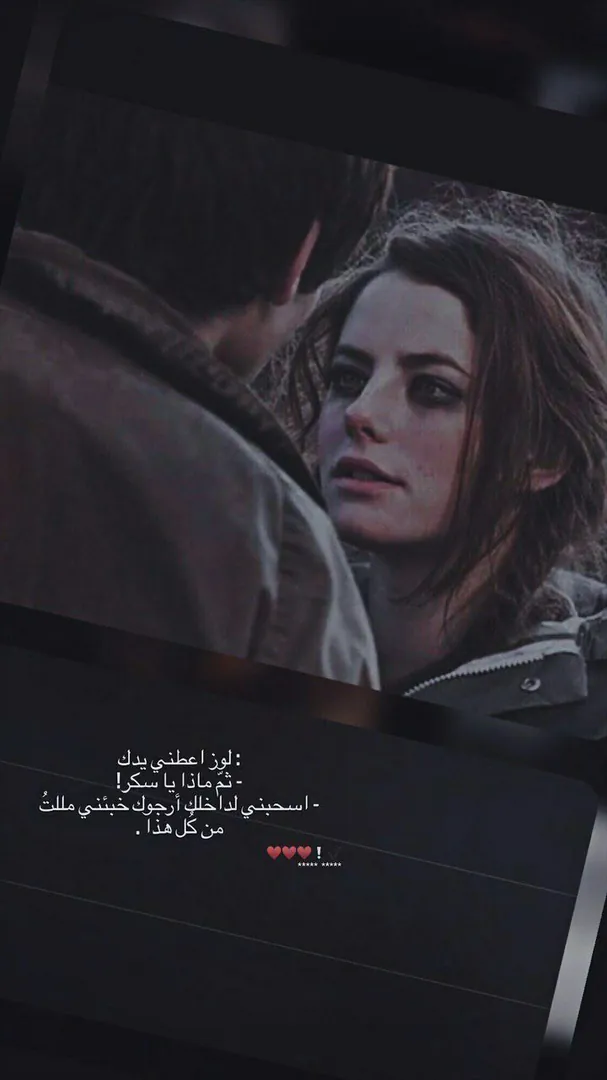 : لوز اعطني يدك
- ثمّ ماذا يا سكر!
- اسحبني لداخلك أرجوك خبئني مللتُ
من كُل هذا .
! ♥️♥️♥️
***** *****